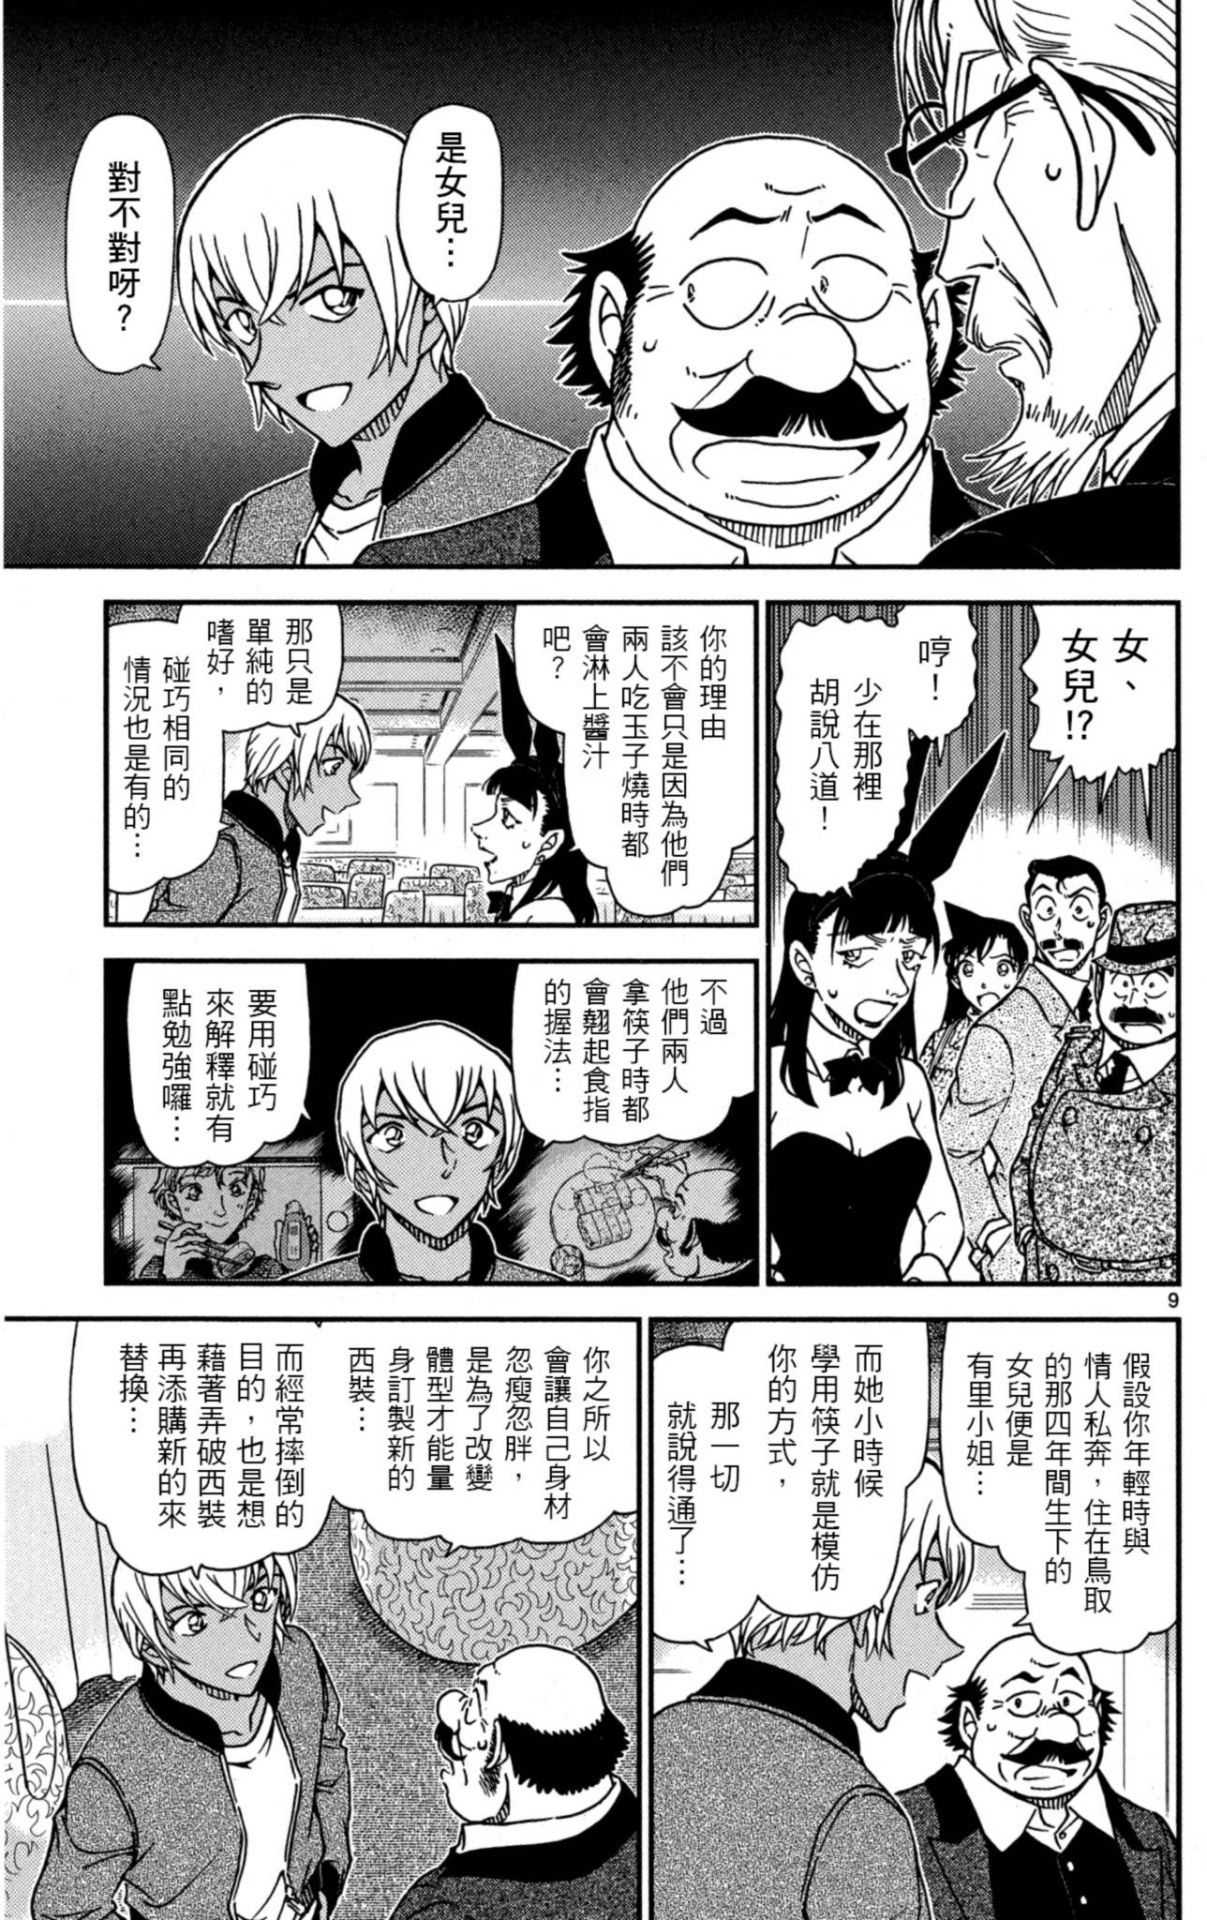 是女兒…
對不對呀？
女、
女兒!?
哼！
少在那裡
胡說八道！
你的理由
該不會只是因為他們
兩人吃玉子燒時都
會淋上醬汁
吧？
那只是
單純的
嗜好，
碰巧相同的
情況也是有的…
不過
他們兩人
拿筷子時都
會翹起食指
的握法…
要用碰巧
來解釋就有
點勉強囉…
9
假設你年輕時與
情人私奔，住在鳥取
的那四年間生下的
女兒便是
有里小姐…
而她小時候
學用筷子就是模仿
你的方式，
那一切
就說得通了…
你之所以
會讓自己身材
忽瘦忽胖，
是為了改變
體型才能量
身訂製新的
西裝…
而經常摔倒的
目的，也是想
藉著弄破西裝
再添購新的來
替換…